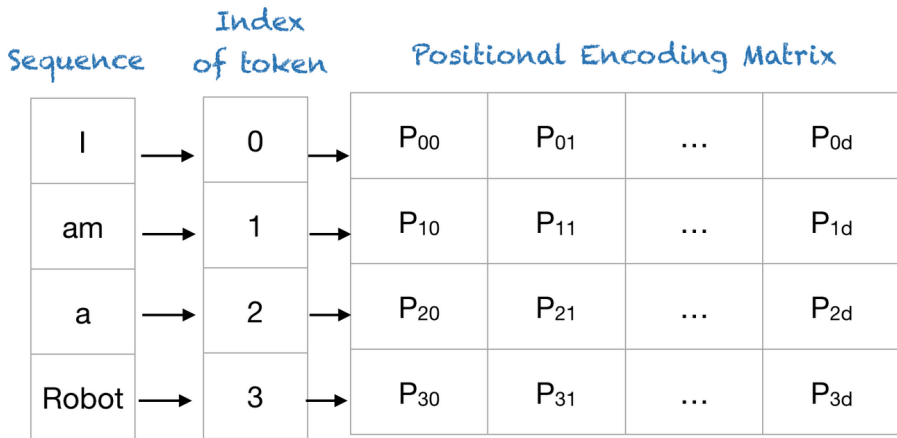 Sequence
Index
of token
Positional Encoding Matrix
I 0 P₀₀ P₀₁ ... P₀d
am 1 P₁₀ P₁₁ ... P₁d
a 2 P₂₀ P₂₁ ... P₂d
Robot 3 P₃₀ P₃₁ ... P₃d